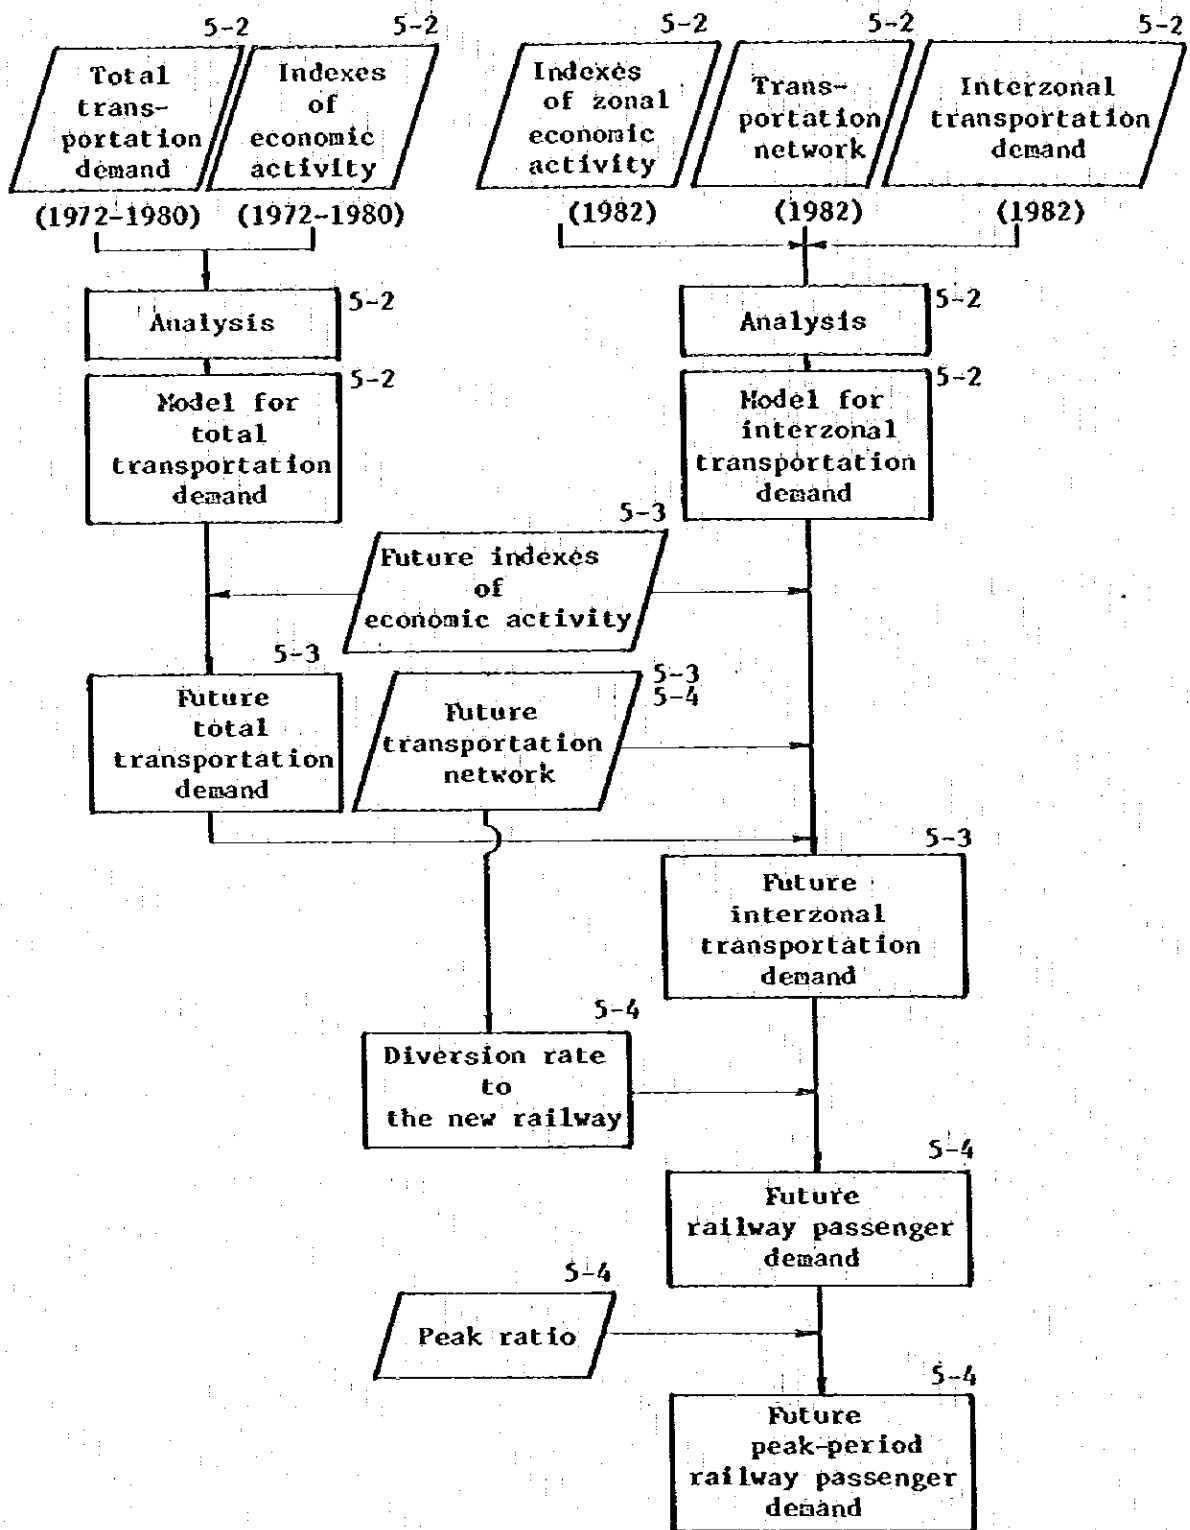 5-2
Total
trans-
portation
demand
(1972-1980)
5-2
Indexes
of
economic
activity
(1972-1980)
5-2
Indexes
of zonal
economic
activity
(1982)
5-2
Trans-
portation
network
(1982)
5-2
Interzonal
transportation
demand
(1982)
5-2
Analysis
5-2
Model for
total
transportation
demand
5-2
Analysis
5-2
Model for
interzonal
transportation
demand
5-3
Future indexes
of
economic activity
5-3
Future
total
transportation
demand
5-3
5-4
Future
transportation
network
5-3
Future
interzonal
transportation
demand
5-4
Diversion rate
to
the new railway
5-4
Future
railway passenger
demand
5-4
Peak ratio
5-4
Future
peak-period
railway passenger
demand